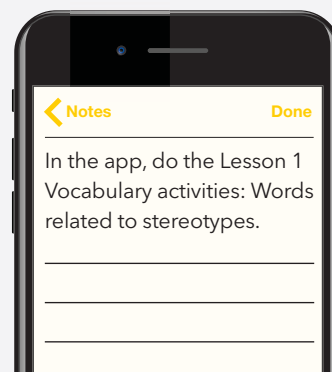 Notes
Done
In the app, do the Lesson 1
Vocabulary activities: Words
related to stereotypes.